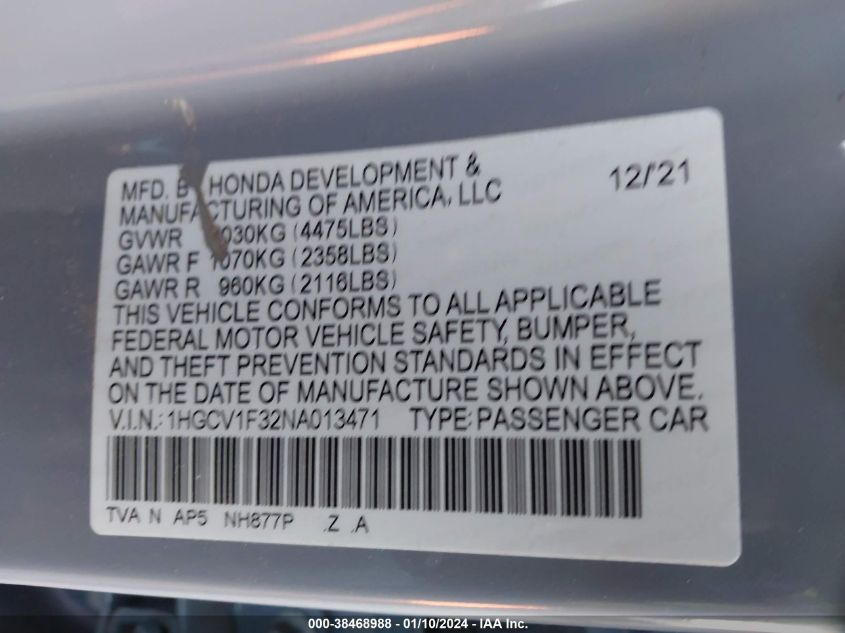 MFD. B HONDA DEVELOPMENT & 12/'21
MANUFACTURING OF AMERICA, LLC
GVWR 2030KG (4475LBS)
GAWR F 1070KG (2358LBS)
GAWR R 960KG (2116LBS)
THIS VEHICLE CONFORMS TO ALL APPLICABLE
FEDERAL MOTOR VEHICLE SAFETY, BUMPER,
AND THEFT PREVENTION STANDARDS IN EFFECT
ON THE DATE OF MANUFACTURE SHOWN ABOVE.
V.I.N.: 1HGCV1F32NA013471 TYPE: PASSENGER CAR
TVA N AP5 NH877P .Z .A
000-38468988 - 01/10/2024 - IAA Inc.